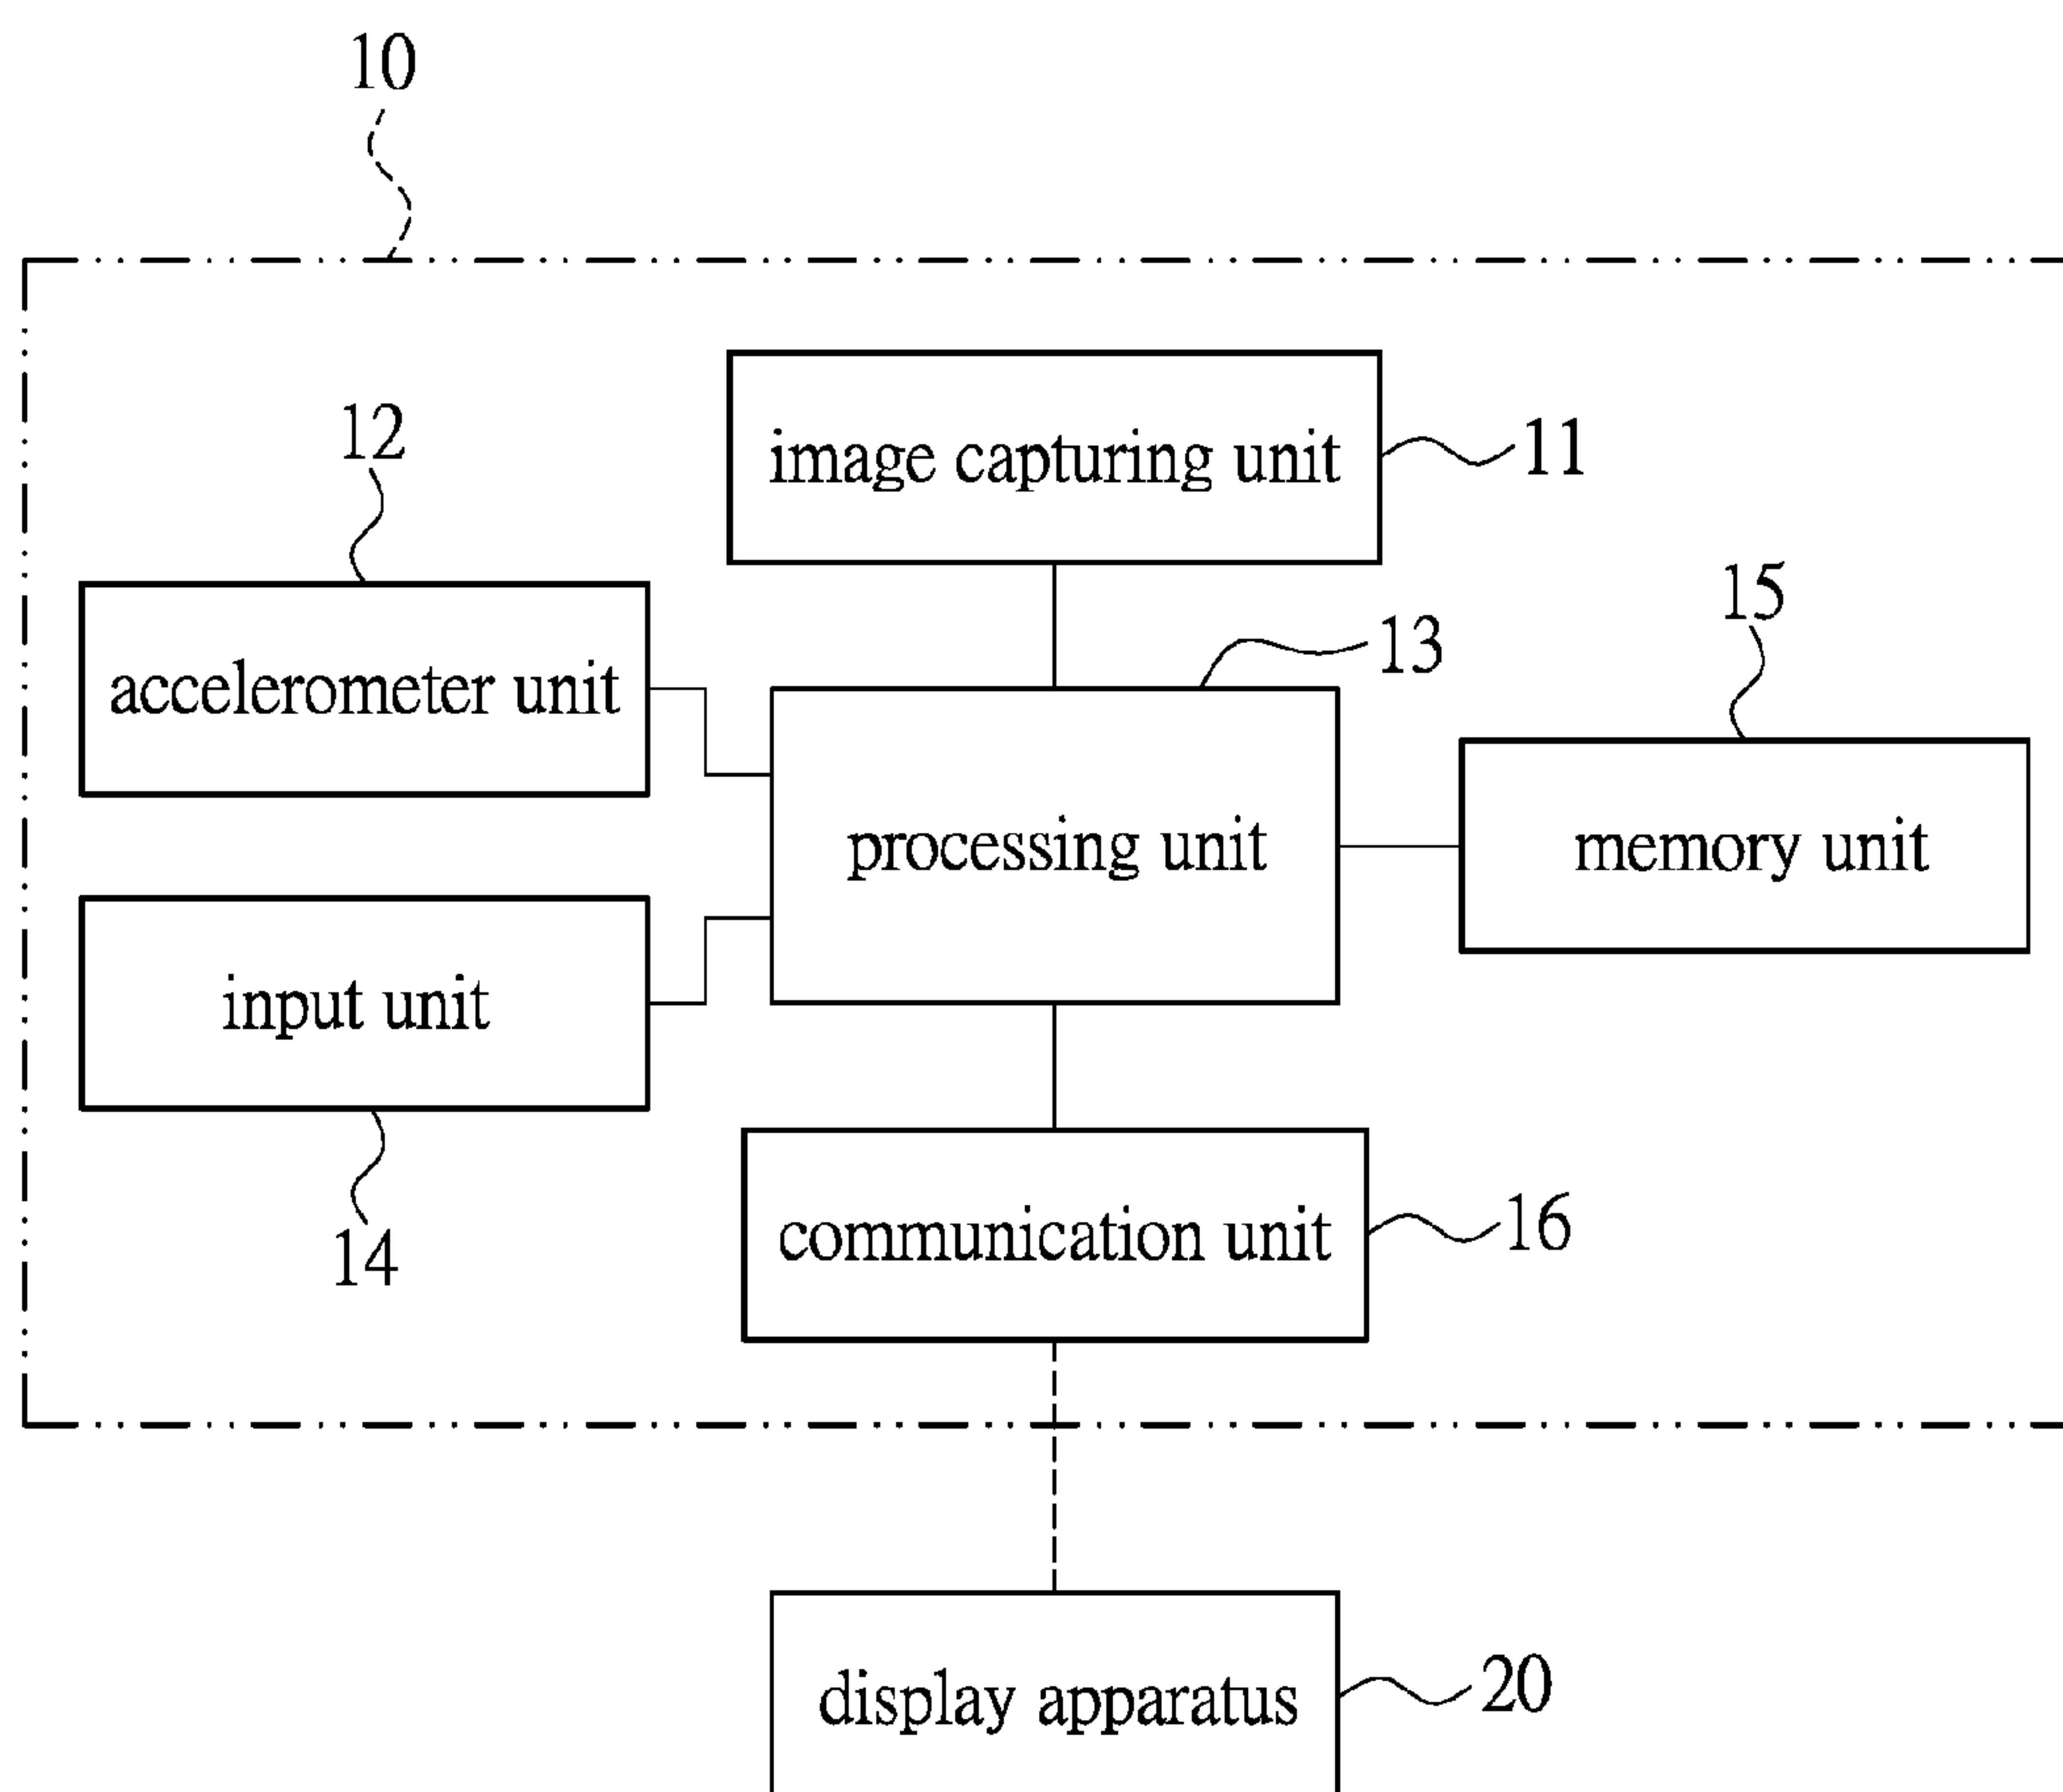 10
image capturing unit
11
12
accelerometer unit
13
15
processing unit
memory unit
input unit
14
communication unit
16
display apparatus
20